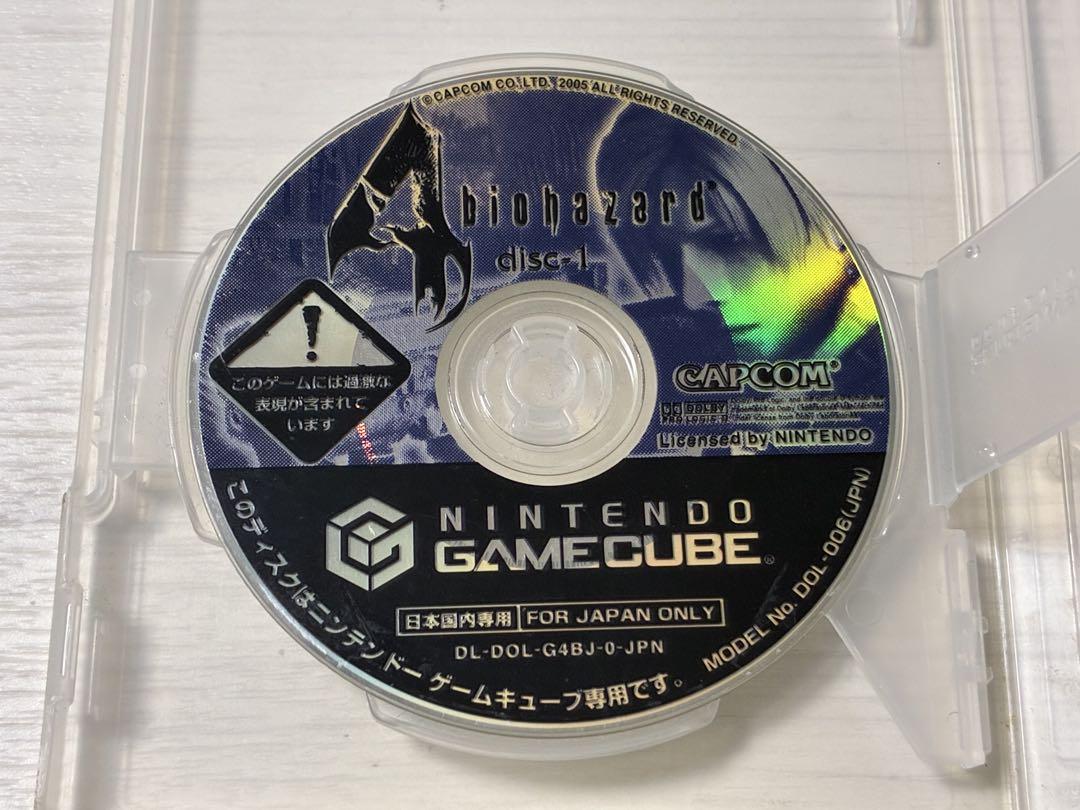 ©CAPCOM CO., LTD. 2005 ALL RIGHTS RESERVED.
4 biohazard®
disc-1
!
このゲームには過激な
表現が含まれて
います
CAPCOM®
DOLBY
PRO LOGIC II
Licensed by NINTENDO
NINTENDO
GAMECUBE®
日本国内専用 FOR JAPAN ONLY
DL-DOL-G4BJ-0-JPN
MODEL No. DOL-006(JPN)
このディスクはニンテンドーゲームキューブ専用です。